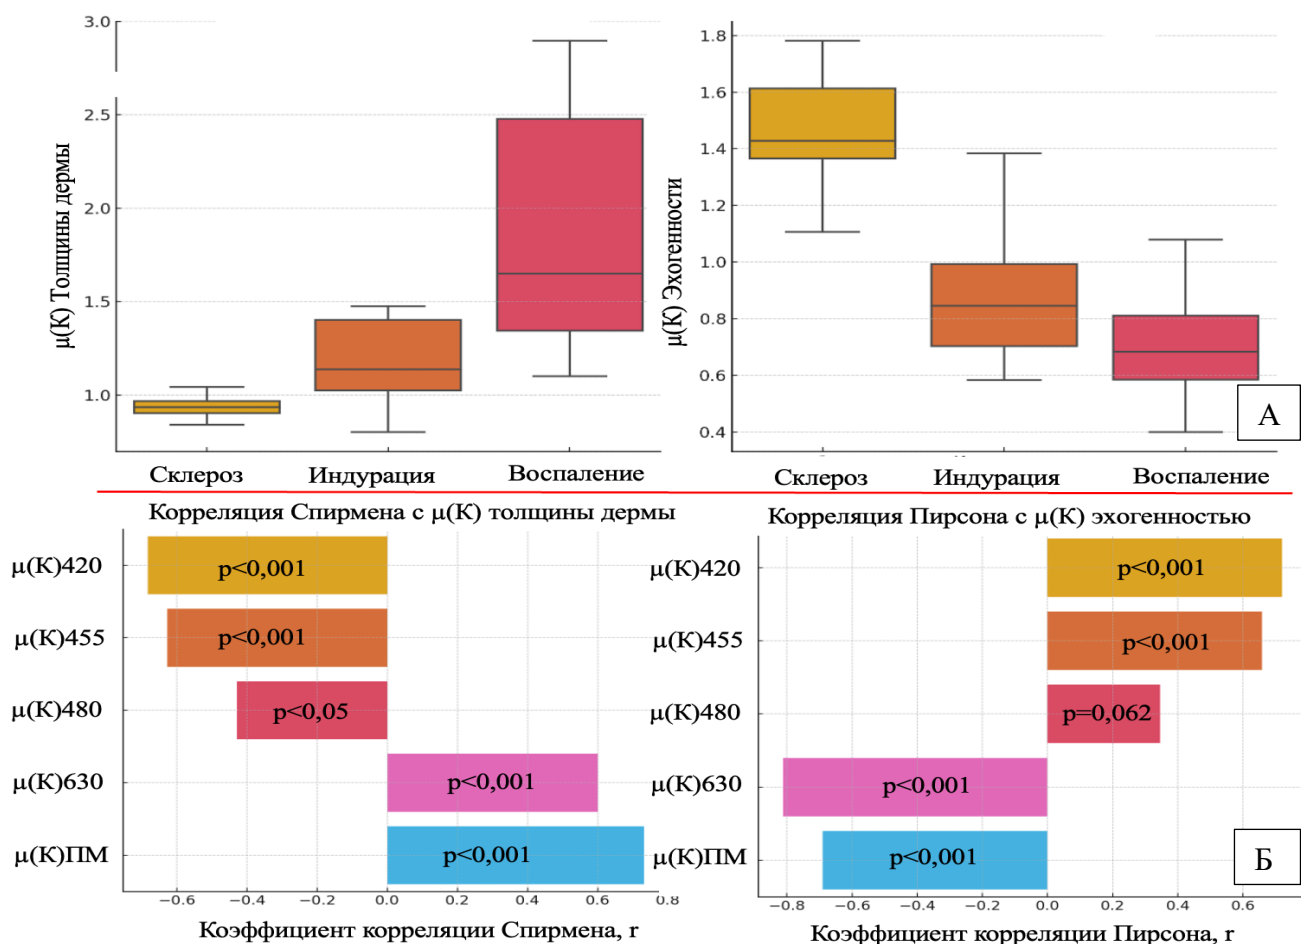 3.0
2.5
2.0
1.5
1.0
μ(К) Толщины дермы
Склероз Индурация Воспаление
1.8
1.6
1.4
1.2
1.0
0.8
0.6
0.4
μ(К) Эхогенности
Склероз Индурация Воспаление
А
Корреляция Спирмена с μ(К) толщины дермы
μ(К)420 p<0,001
μ(К)455 p<0,001
μ(К)480 p<0,05
μ(К)630 p<0,001
μ(К)ПМ p<0,001
−0.6 −0.4 −0.2 0.0 0.2 0.4 0.6 0.8
Коэффициент корреляции Спирмена, r
Корреляция Пирсона с μ(К) эхогенностью
μ(К)420 p<0,001
μ(К)455 p<0,001
μ(К)480 p=0,062
μ(К)630 p<0,001
μ(К)ПМ p<0,001
Б
−0.8 −0.6 −0.4 −0.2 0.0 0.2 0.4 0.6
Коэффициент корреляции Пирсона, r